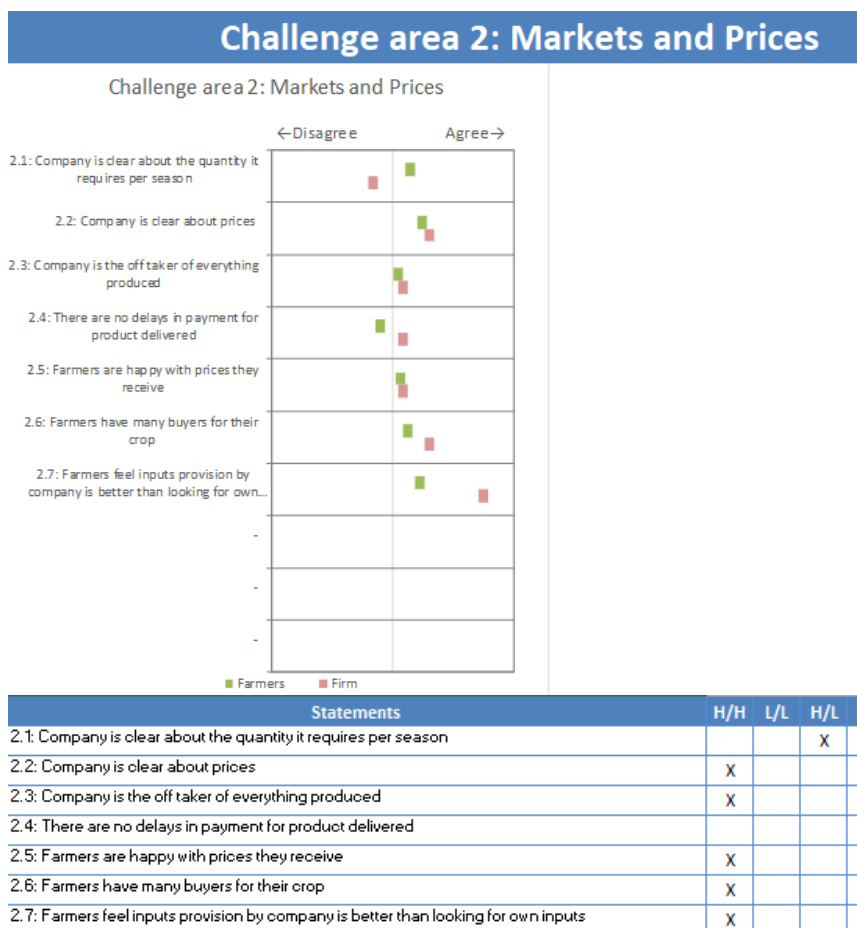 Challenge area 2: Markets and Prices
Challenge area 2: Markets and Prices
←Disagree Agree→
2.1: Company is clear about the quantity it
requires per season
2.2: Company is clear about prices
2.3: Company is the off taker of everything
produced
2.4: There are no delays in payment for
product delivered
2.5: Farmers are happy with prices they
receive
2.6: Farmers have many buyers for their
crop
2.7: Farmers feel inputs provision by
company is better than looking for own...
-
-
-
Farmers Firm
Statements H/H L/L H/L
2.1: Company is clear about the quantity it requires per season X
2.2: Company is clear about prices X
2.3: Company is the off taker of everything produced X
2.4: There are no delays in payment for product delivered
2.5: Farmers are happy with prices they receive X
2.6: Farmers have many buyers for their crop X
2.7: Farmers feel inputs provision by company is better than looking for own inputs X